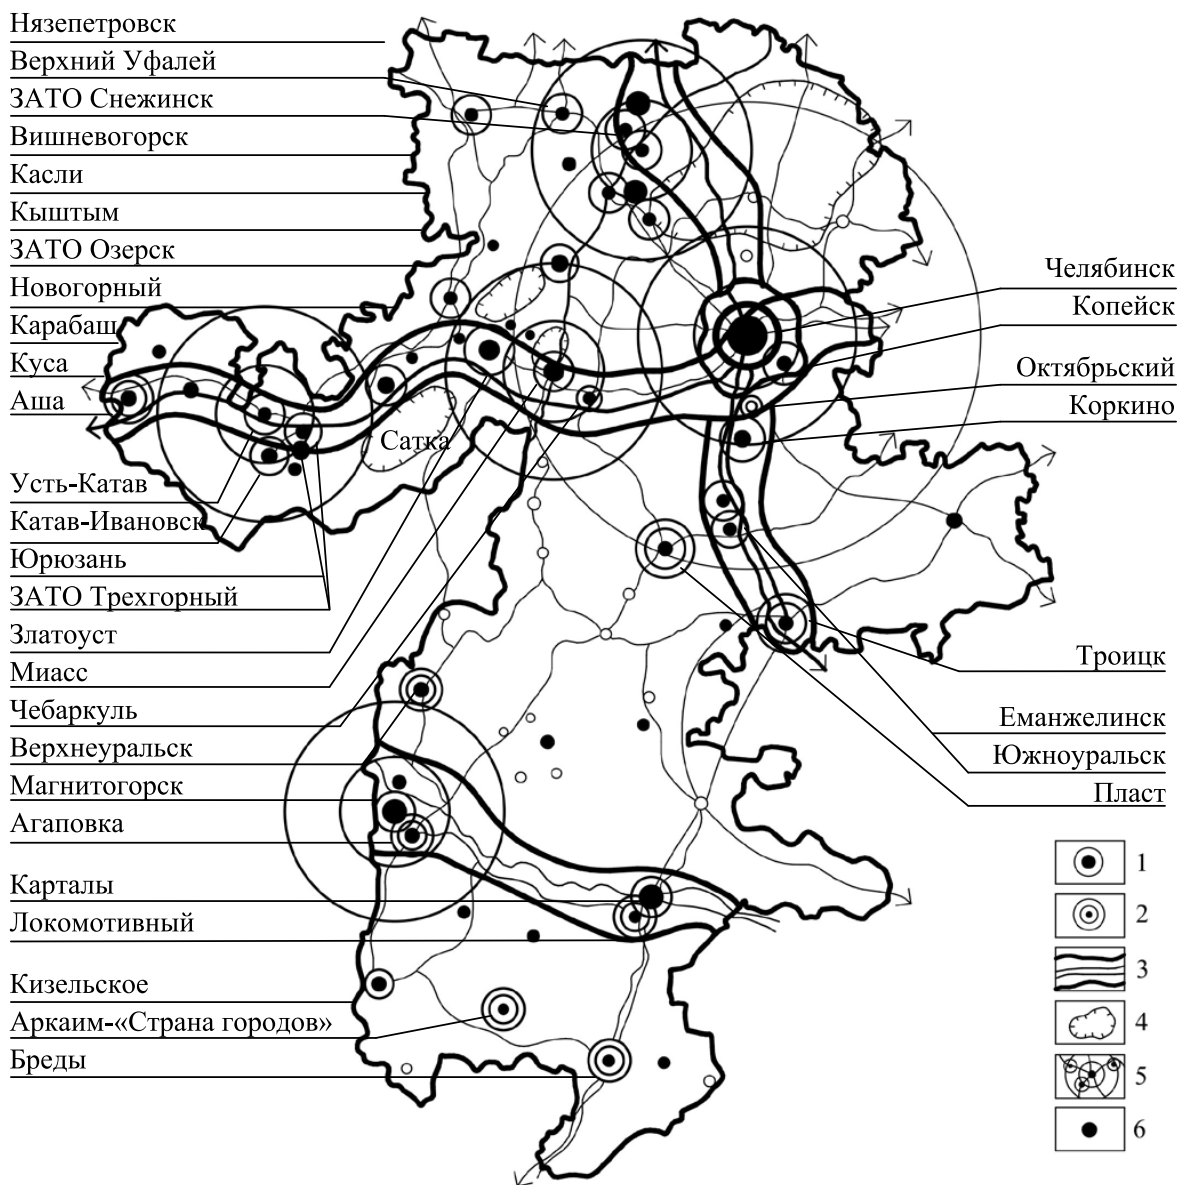 Нязепетровск
Верхний Уфалей
ЗАТО Снежинск
Вишневогорск
Касли
Кыштым
ЗАТО Озерск
Новогорный
Карабаш
Куса
Аша
Сатка
Усть-Катав
Катав-Ивановск
Юрюзань
ЗАТО Трехгорный
Златоуст
Миасс
Чебаркуль
Верхнеуральск
Магнитогорск
Агаповка
Карталы
Локомотивный
Кизельское
Аркаим-«Страна городов»
Бреды
Челябинск
Копейск
Октябрьский
Коркино
Троицк
Еманжелинск
Южноуральск
Пласт
1
2
3
4
5
6